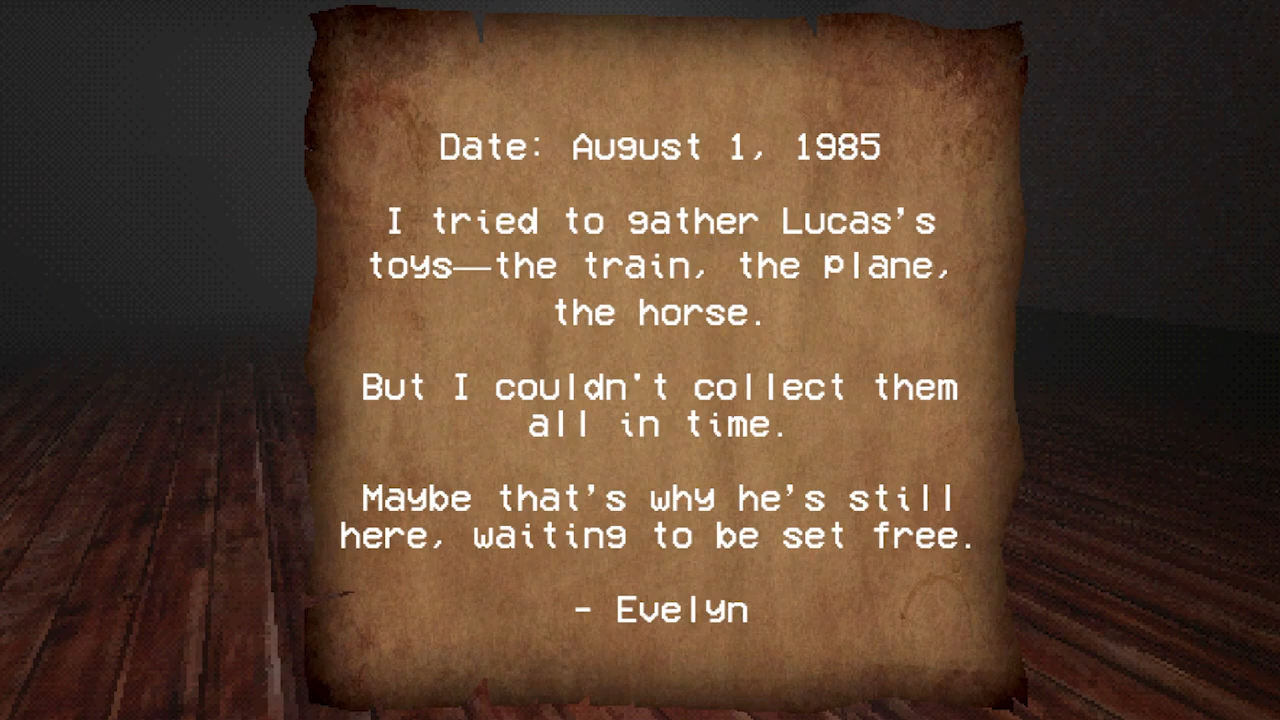 Date: August 1, 1985
I tried to gather Lucas’s
toys—the train, the plane,
the horse.
But I couldn't collect them
all in time.
Maybe that’s why he’s still
here, waiting to be set free.
- Evelyn